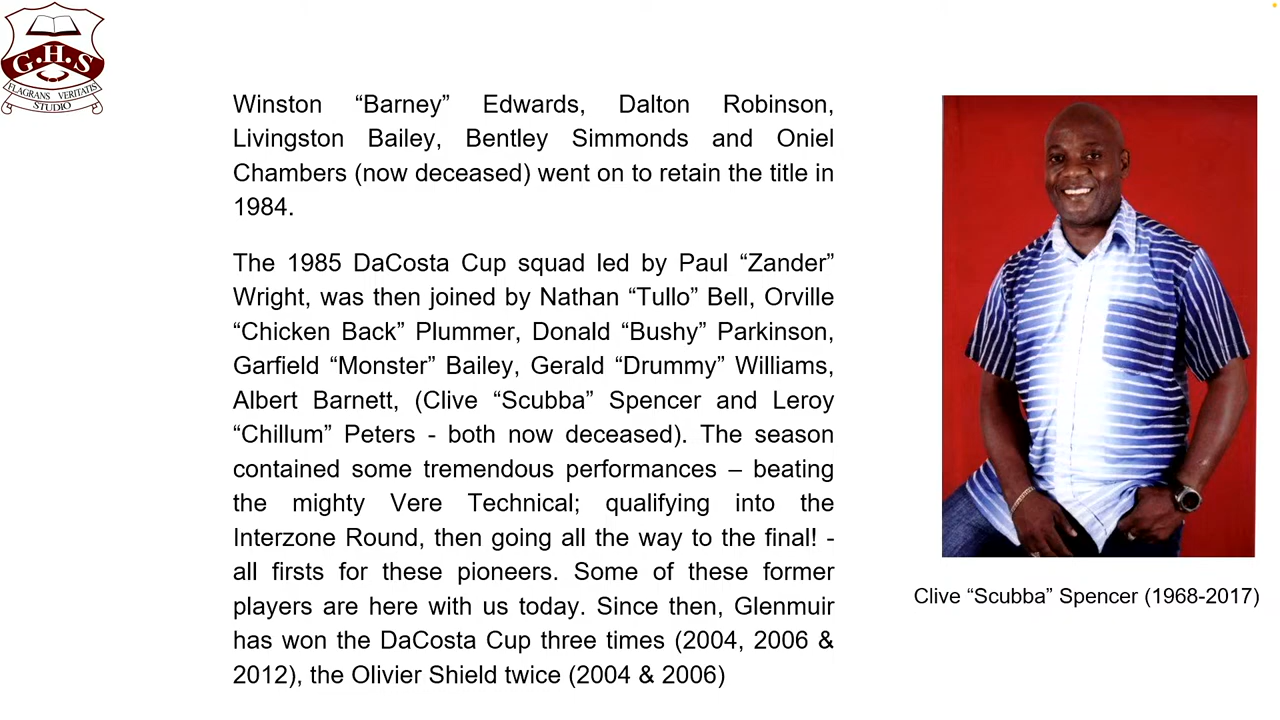 G.H.S
FLAGRANS VERITATIS
STUDIO
Winston “Barney” Edwards, Dalton Robinson,
Livingston Bailey, Bentley Simmonds and Oniel
Chambers (now deceased) went on to retain the title in
1984.
The 1985 DaCosta Cup squad led by Paul “Zander”
Wright, was then joined by Nathan “Tullo” Bell, Orville
“Chicken Back” Plummer, Donald “Bushy” Parkinson,
Garfield “Monster” Bailey, Gerald “Drummy” Williams,
Albert Barnett, (Clive “Scubba” Spencer and Leroy
“Chillum” Peters - both now deceased). The season
contained some tremendous performances – beating
the mighty Vere Technical; qualifying into the
Interzone Round, then going all the way to the final! -
all firsts for these pioneers. Some of these former
players are here with us today. Since then, Glenmuir
has won the DaCosta Cup three times (2004, 2006 &
2012), the Olivier Shield twice (2004 & 2006)
Clive “Scubba” Spencer (1968-2017)